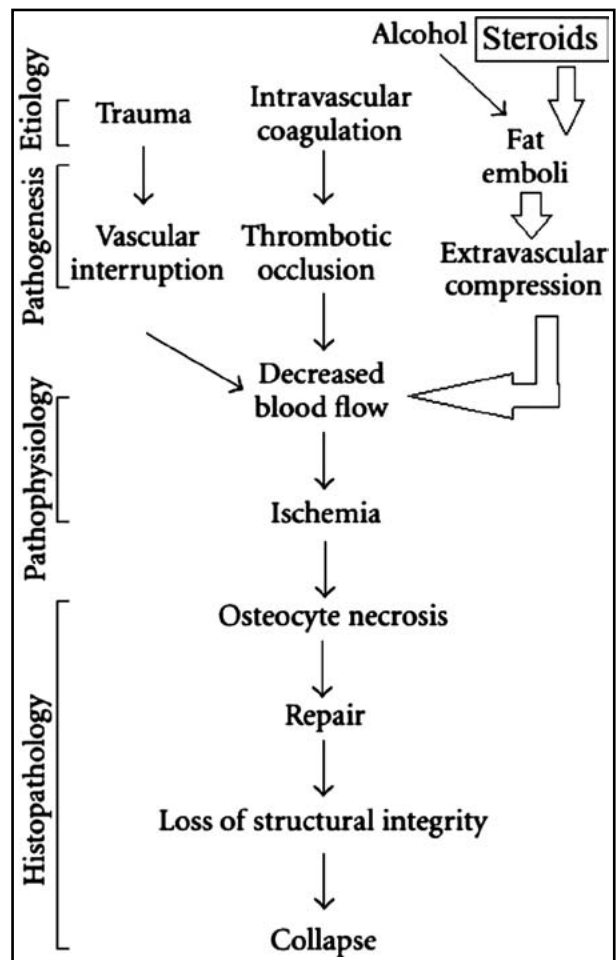 Alcohol Steroids
Etiology
Trauma
Intravascular
coagulation
Fat
emboli
Pathogenesis
Vascular
interruption
Thrombotic
occlusion
Extravascular
compression
Pathophysiology
Decreased
blood flow
Ischemia
Histopathology
Osteocyte necrosis
Repair
Loss of structural integrity
Collapse